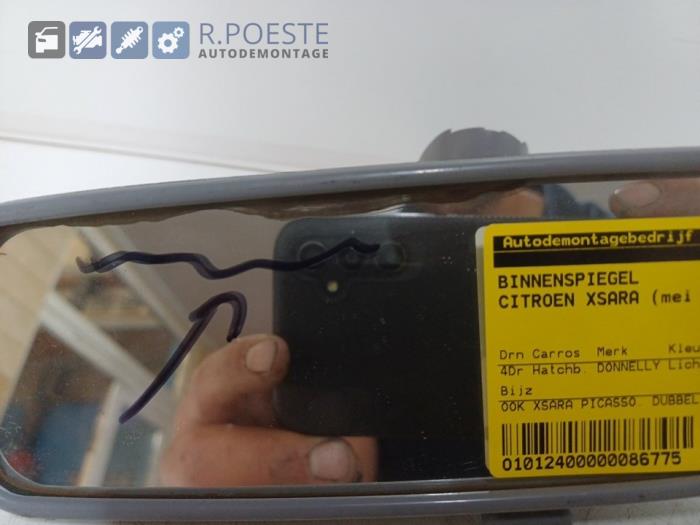 R.POESTE
AUTODEMONTAGE
Autodemontagebedrijf
BINNENSPIEGEL
CITROEN XSARA (mei
Drn Carros Merk Kleu
4Dr Hatchb. DONNELLY Lich
Bijz
OOK XSARA PICASSO. DUBBEL
01012400000086775